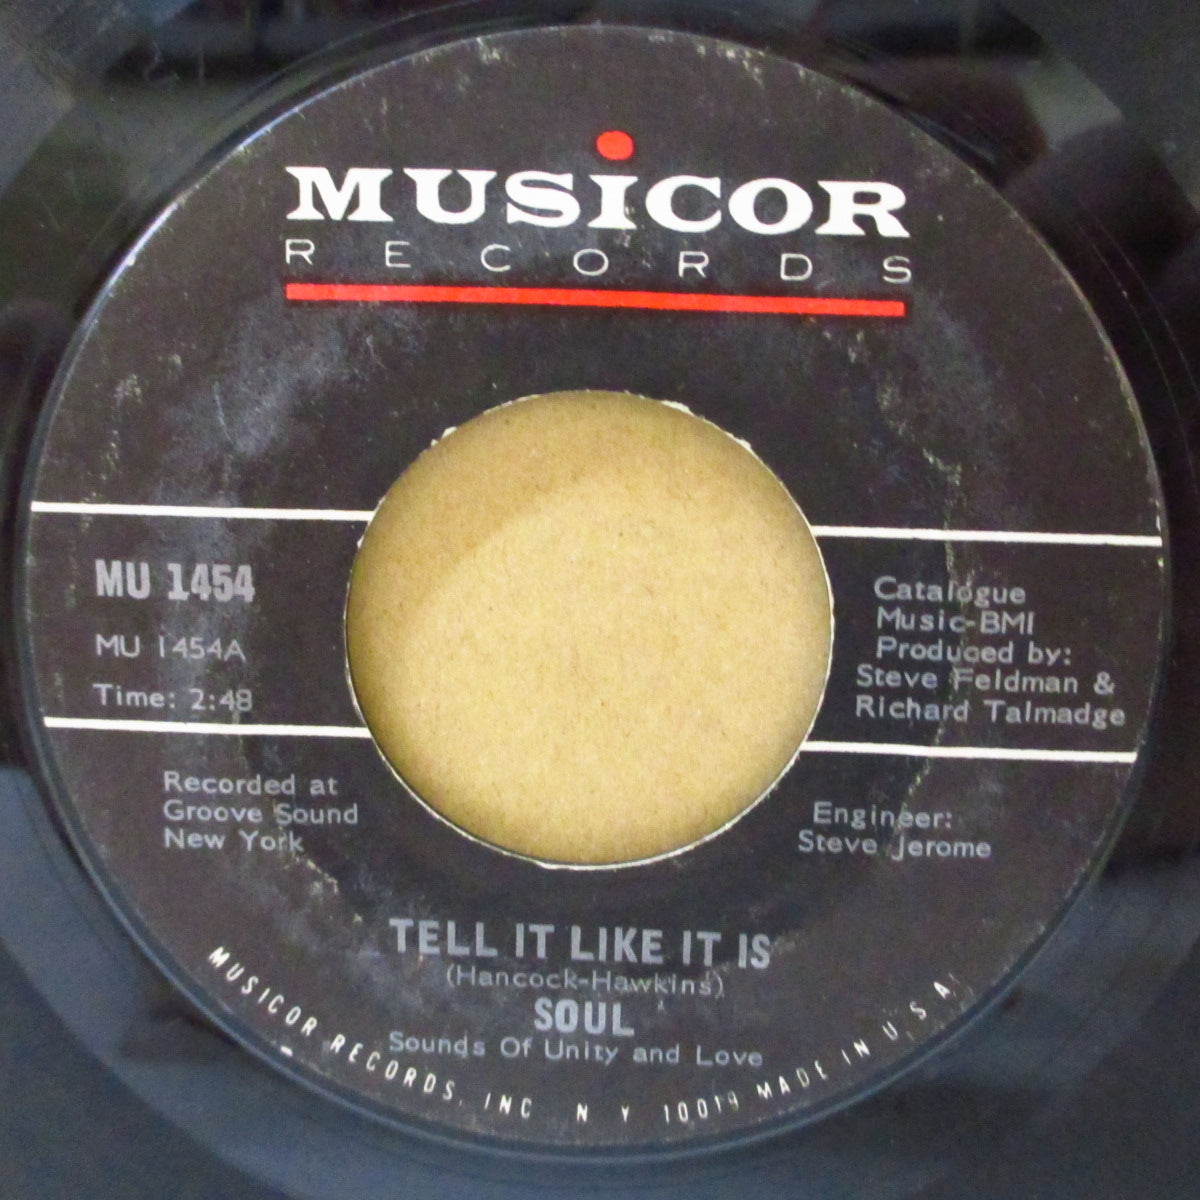 MUSICOR
RECORDS
MU 1454
MU 1454A
Time: 2:48
Catalogue
Music-BMI
Produced by:
Steve Feldman &
Richard Talmadge
Recorded at
Groove Sound
New York
Engineer:
Steve Jerome
TELL IT LIKE IT IS
(Hancock-Hawkins)
SOUL
Sounds Of Unity and Love
MUSICOR RECORDS, INC N Y 10019 MADE IN U.S.A.